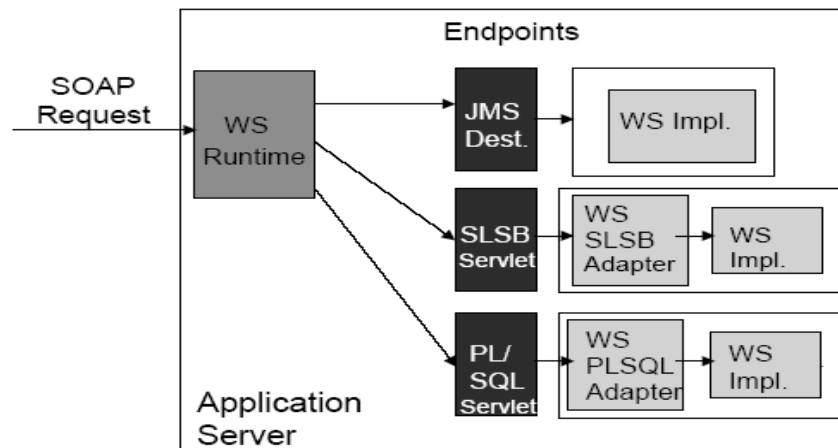 Endpoints
SOAP
Request
WS
Runtime
JMS
Dest.
WS Impl.
SLSB
Servlet
WS
SLSB
Adapter
WS
Impl.
PL/
SQL
Servlet
WS
PLSQL
Adapter
WS
Impl.
Application
Server